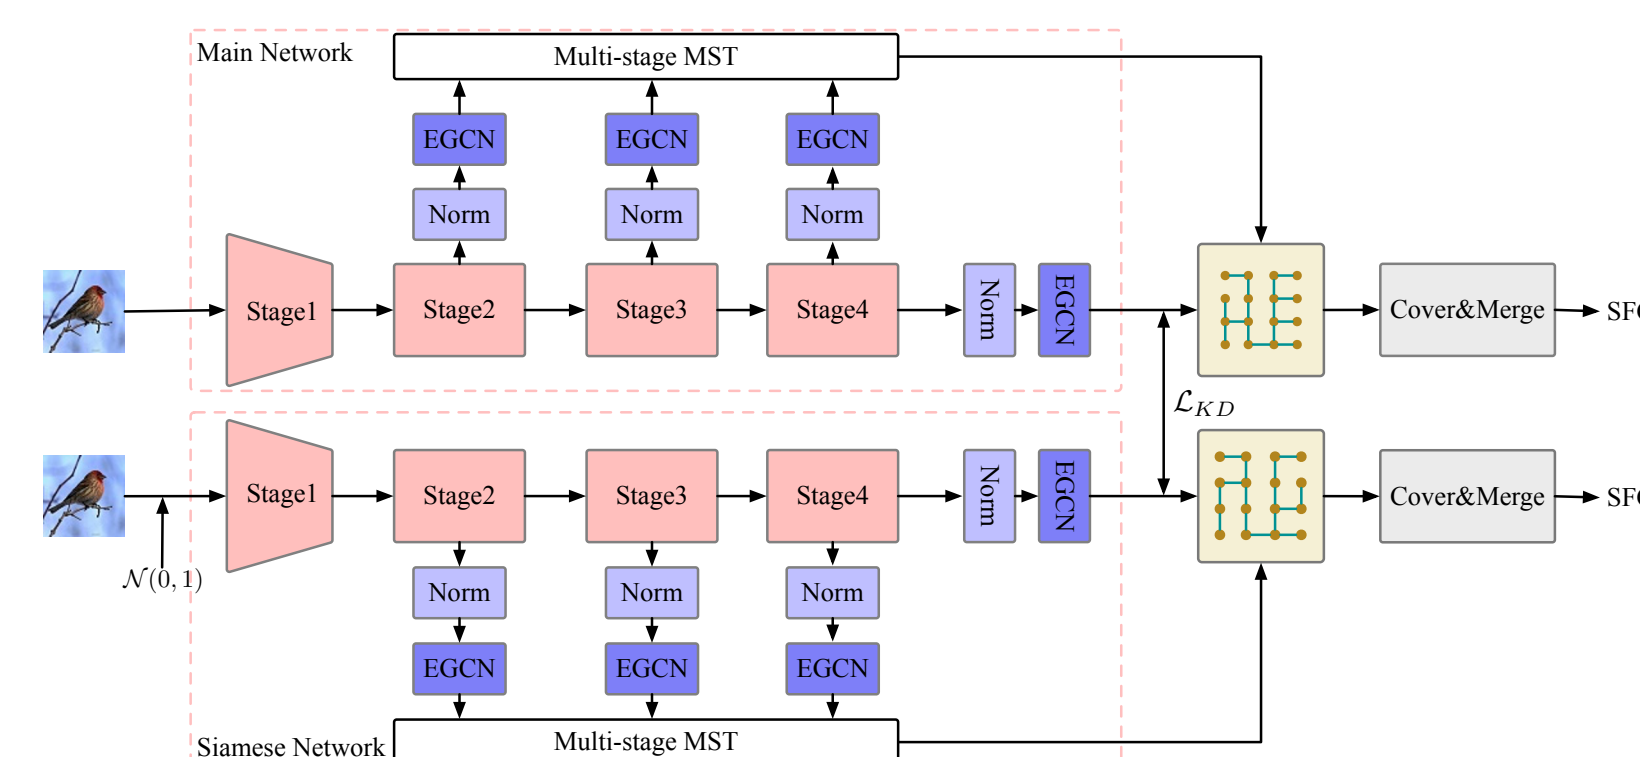 Main Network
Multi-stage MST
EGCN EGCN EGCN
Norm Norm Norm
Stage1 Stage2 Stage3 Stage4 Norm EGCN Cover&Merge
$\mathcal{L}_{KD}$
Stage1 Stage2 Stage3 Stage4 Norm EGCN Cover&Merge
$\mathcal{N}(0,1)$
Norm Norm Norm
EGCN EGCN EGCN
Multi-stage MST
Siamese Network